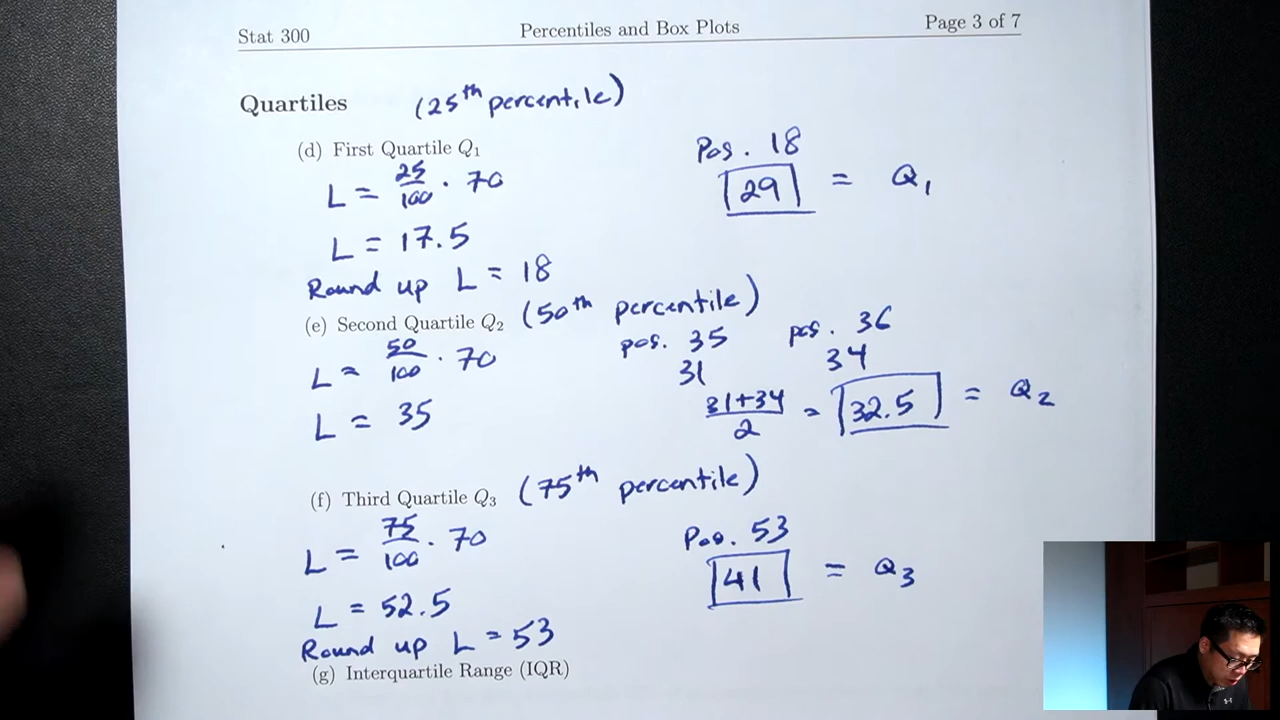 Stat 300 Percentiles and Box Plots Page 3 of 7
Quartiles (25th percentile)
(d) First Quartile Q1
L = 25/100 · 70
L = 17.5
Round up L = 18
Pos. 18
29 = Q1
(e) Second Quartile Q2 (50th percentile)
L = 50/100 · 70
L = 35
pos. 35 pos. 36
31 34
31+34/2 = 32.5 = Q2
(f) Third Quartile Q3 (75th percentile)
L = 75/100 · 70
L = 52.5
Round up L = 53
Pos. 53
41 = Q3
(g) Interquartile Range (IQR)